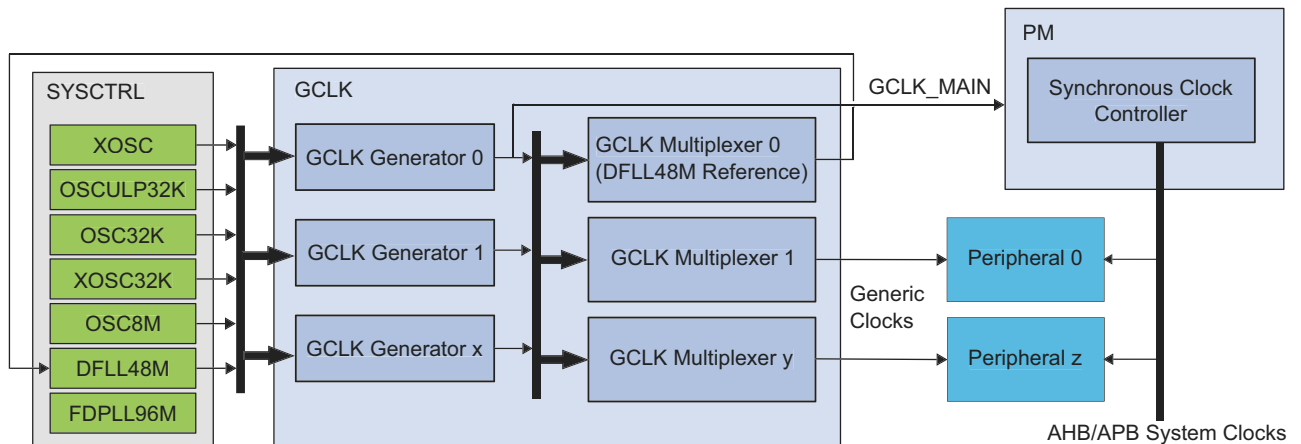 PM
SYSCTRL
GCLK
GCLK_MAIN
Synchronous Clock
Controller
XOSC
OSCULP32K
OSC32K
XOSC32K
OSC8M
DFLL48M
FDPLL96M
GCLK Generator 0
GCLK Generator 1
GCLK Generator x
GCLK Multiplexer 0
(DFLL48M Reference)
GCLK Multiplexer 1
GCLK Multiplexer y
Generic
Clocks
Peripheral 0
Peripheral z
AHB/APB System Clocks